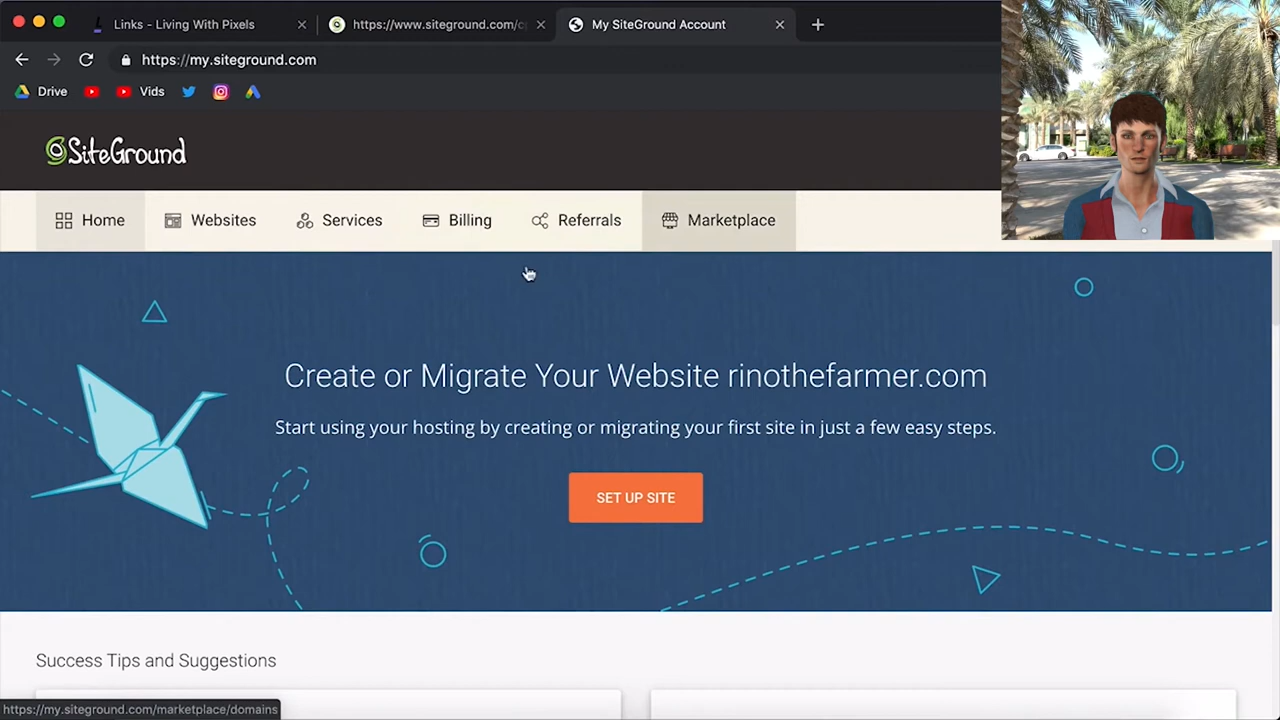 Links - Living With Pixels
https://www.siteground.com/c
My SiteGround Account
https://my.siteground.com
Drive
Vids
SiteGround
Home
Websites
Services
Billing
Referrals
Marketplace
Create or Migrate Your Website rinothefarmer.com
Start using your hosting by creating or migrating your first site in just a few easy steps.
SET UP SITE
Success Tips and Suggestions
https://my.siteground.com/marketplace/domains